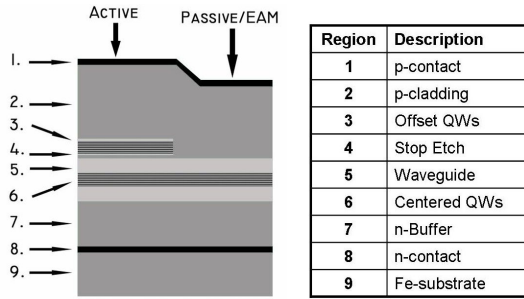 ACTIVE
PASSIVE/EAM
1.
2.
3.
4.
5.
6.
7.
8.
9.
Region Description
1 p-contact
2 p-cladding
3 Offset QWs
4 Stop Etch
5 Waveguide
6 Centered QWs
7 n-Buffer
8 n-contact
9 Fe-substrate